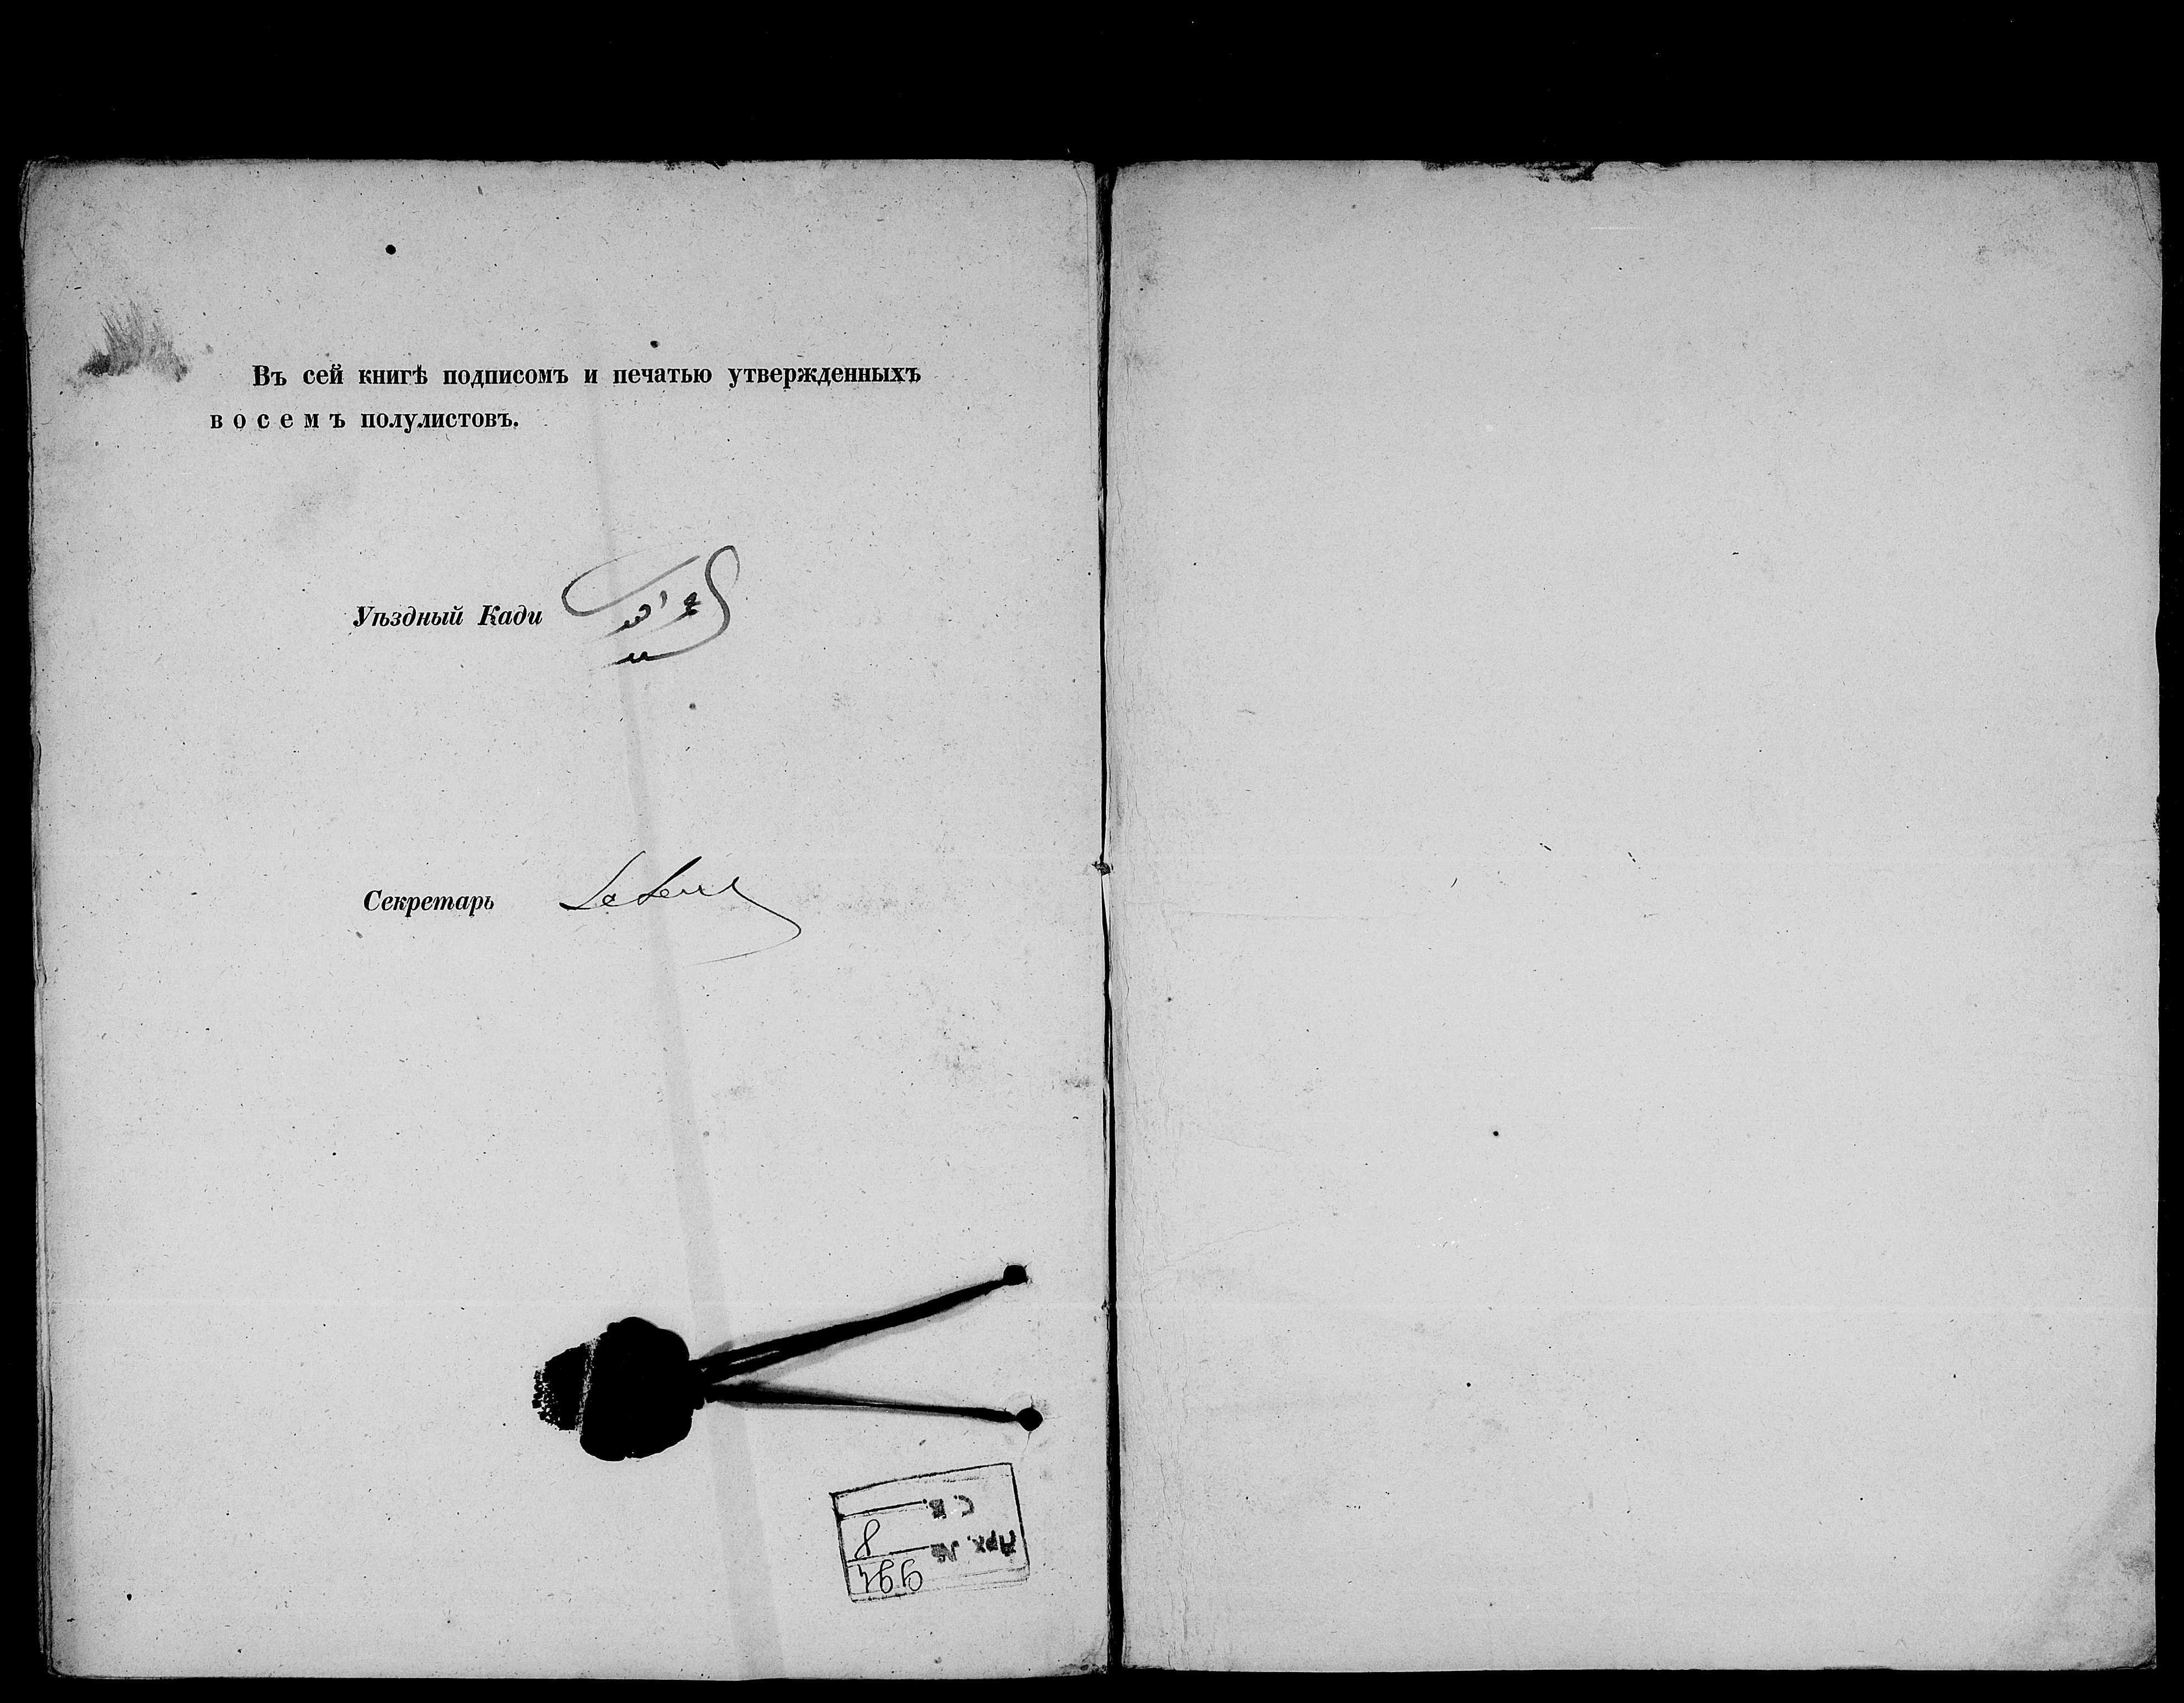 Въ сей книгѣ подписомъ и печатью утвержденныхъ
восемъ полулистовъ.
Уѣздный Кади
Секретарь
Арх. № 994
8
С. в.